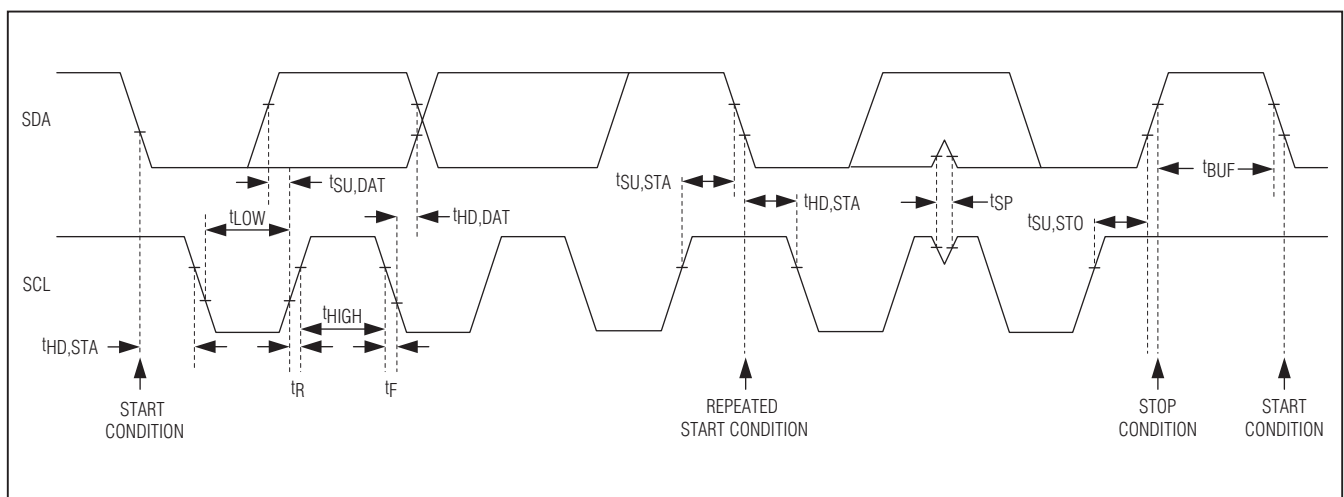 SDA
tSU,DAT
tSU,STA
tHD,STA
tSP
tBUF
tLOW
tHD,DAT
tSU,STO
SCL
tHIGH
tHD,STA
tR
tF
START
CONDITION
REPEATED
START CONDITION
STOP
CONDITION
START
CONDITION